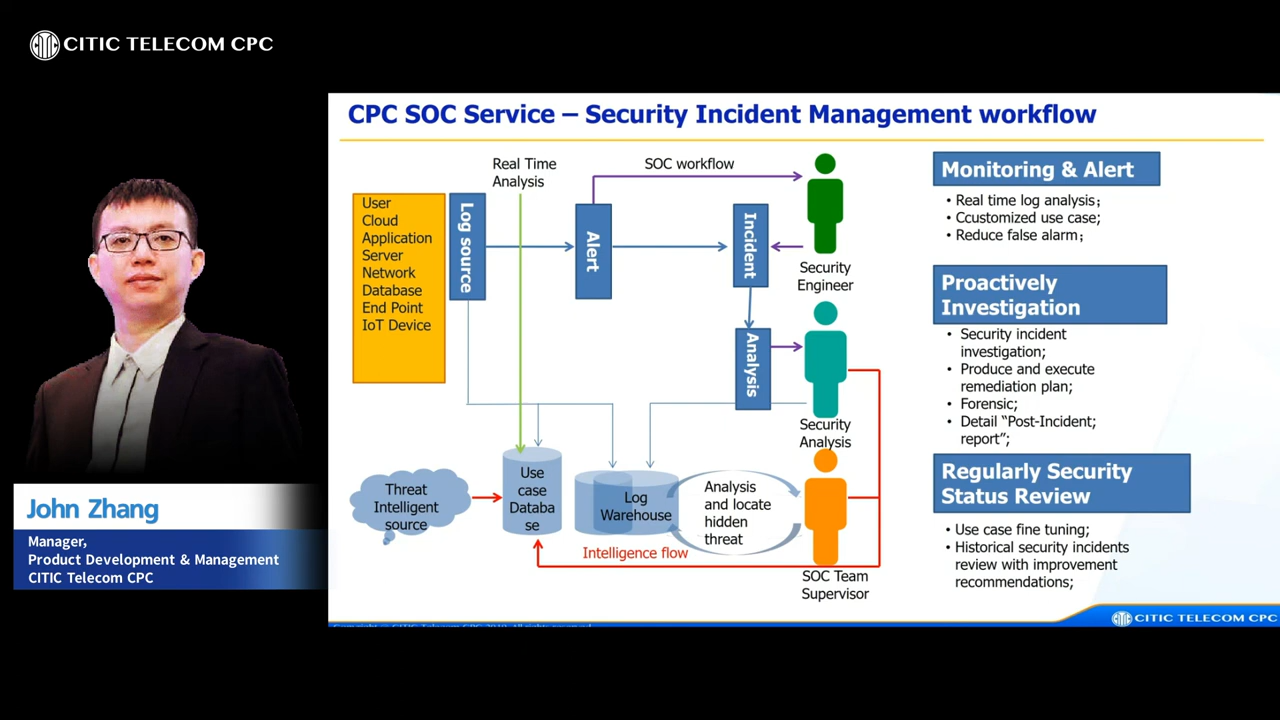 CITIC TELECOM CPC
CPC SOC Service – Security Incident Management workflow
Real Time
Analysis
SOC workflow
User
Cloud
Application
Server
Network
Database
End Point
IoT Device
Log source
Alert
Incident
Security
Engineer
Analysis
Security
Analysis
Threat
Intelligent
source
Use
case
Databa
se
Log
Warehouse
Analysis
and locate
hidden
threat
Intelligence flow
SOC Team
Supervisor
Monitoring & Alert
• Real time log analysis;
• Ccustomized use case;
• Reduce false alarm;
Proactively
Investigation
• Security incident
investigation;
• Produce and execute
remediation plan;
• Forensic;
• Detail “Post-Incident;
report”;
Regularly Security
Status Review
• Use case fine tuning;
• Historical security incidents
review with improvement
recommendations;
John Zhang
Manager,
Product Development & Management
CITIC Telecom CPC
CITIC TELECOM CPC